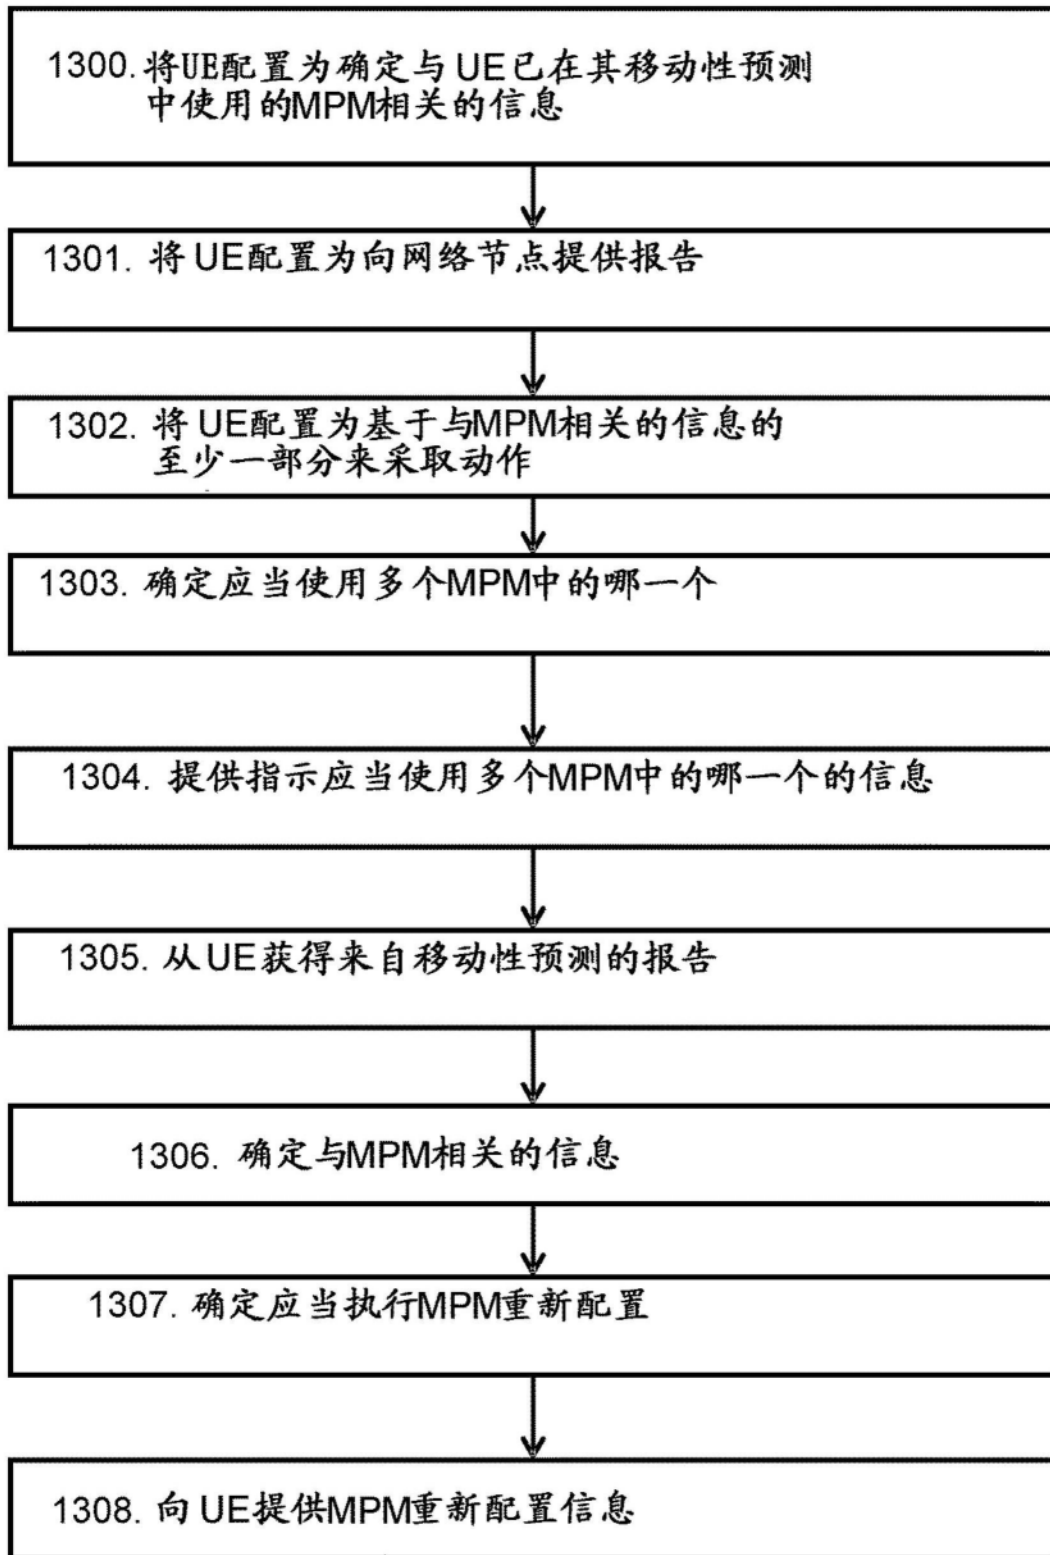 1300. 将UE配置为确定与UE已在其移动性预测
中使用的MPM相关的信息
1301. 将UE配置为向网络节点提供报告
1302. 将UE配置为基于与MPM相关的信息的
至少一部分来采取动作
1303. 确定应当使用多个MPM中的哪一个
1304. 提供指示应当使用多个MPM中的哪一个的信息
1305. 从UE获得来自移动性预测的报告
1306. 确定与MPM相关的信息
1307. 确定应当执行MPM重新配置
1308. 向UE提供MPM重新配置信息